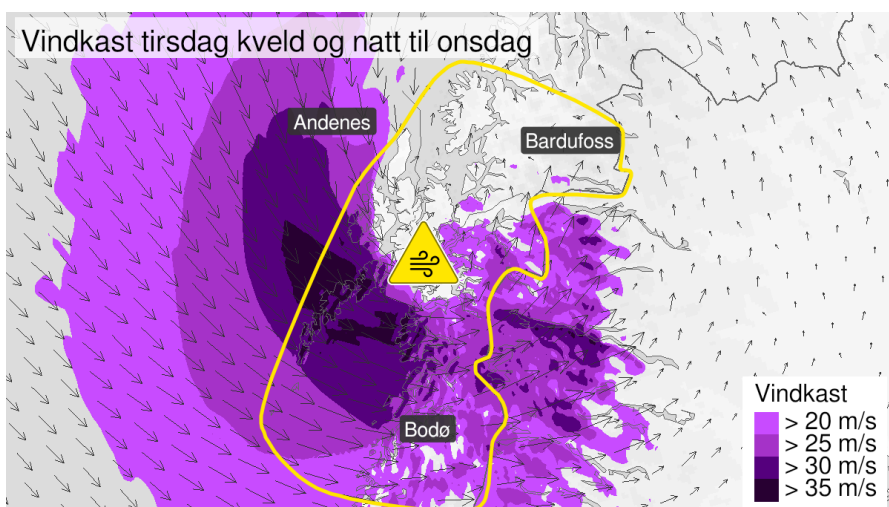 Vindkast tirsdag kveld og natt til onsdag
Andenes
Bardufoss
Bodø
Vindkast
> 20 m/s
> 25 m/s
> 30 m/s
> 35 m/s